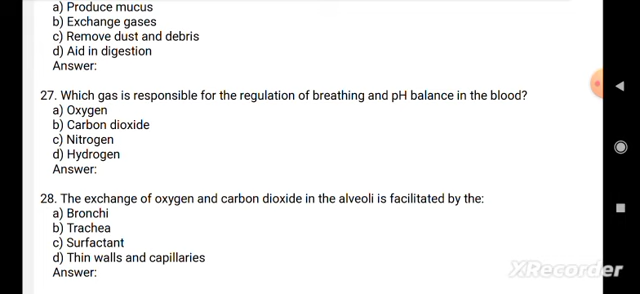 a) Produce mucus
b) Exchange gases
c) Remove dust and debris
d) Aid in digestion
Answer:
27. Which gas is responsible for the regulation of breathing and pH balance in the blood?
a) Oxygen
b) Carbon dioxide
c) Nitrogen
d) Hydrogen
Answer:
28. The exchange of oxygen and carbon dioxide in the alveoli is facilitated by the:
a) Bronchi
b) Trachea
c) Surfactant
d) Thin walls and capillaries
Answer:
XRecorder